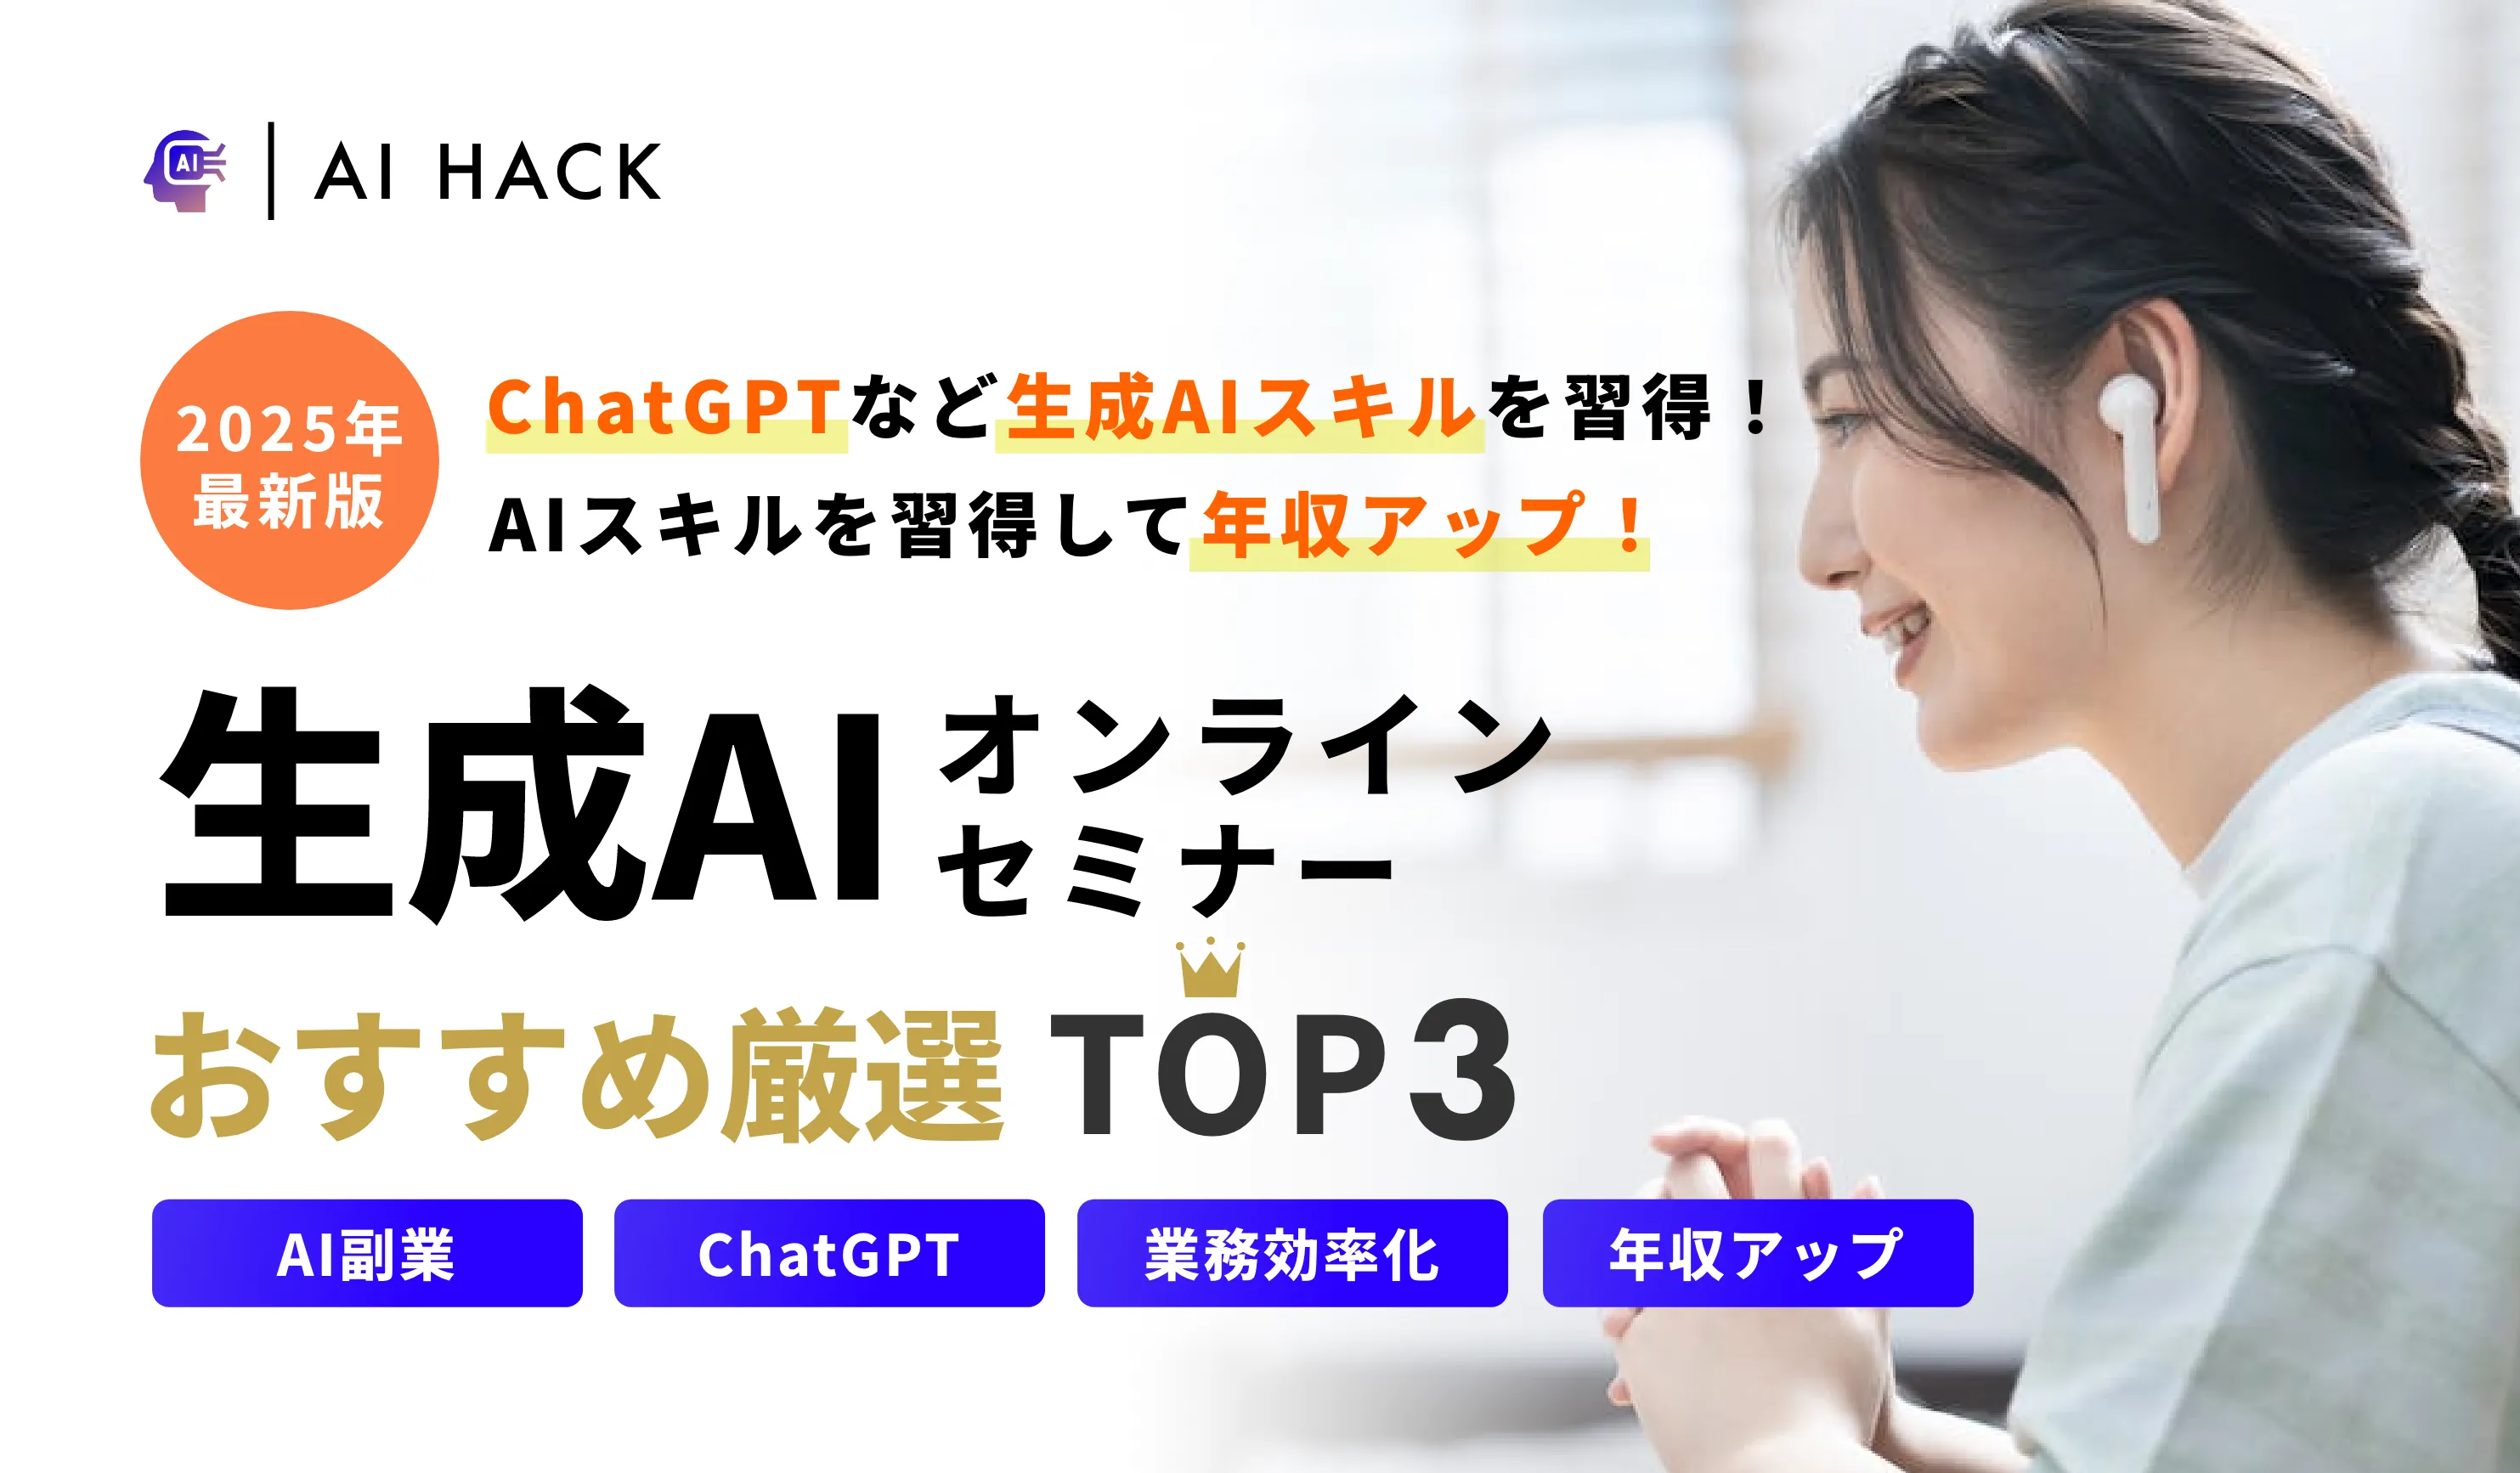 AI
AI HACK
2025年
最新版
ChatGPTなど生成AIスキルを習得！
AIスキルを習得して年収アップ！
生成AI
オンライン
セミナー
おすすめ厳選 TOP3
AI副業
ChatGPT
業務効率化
年収アップ